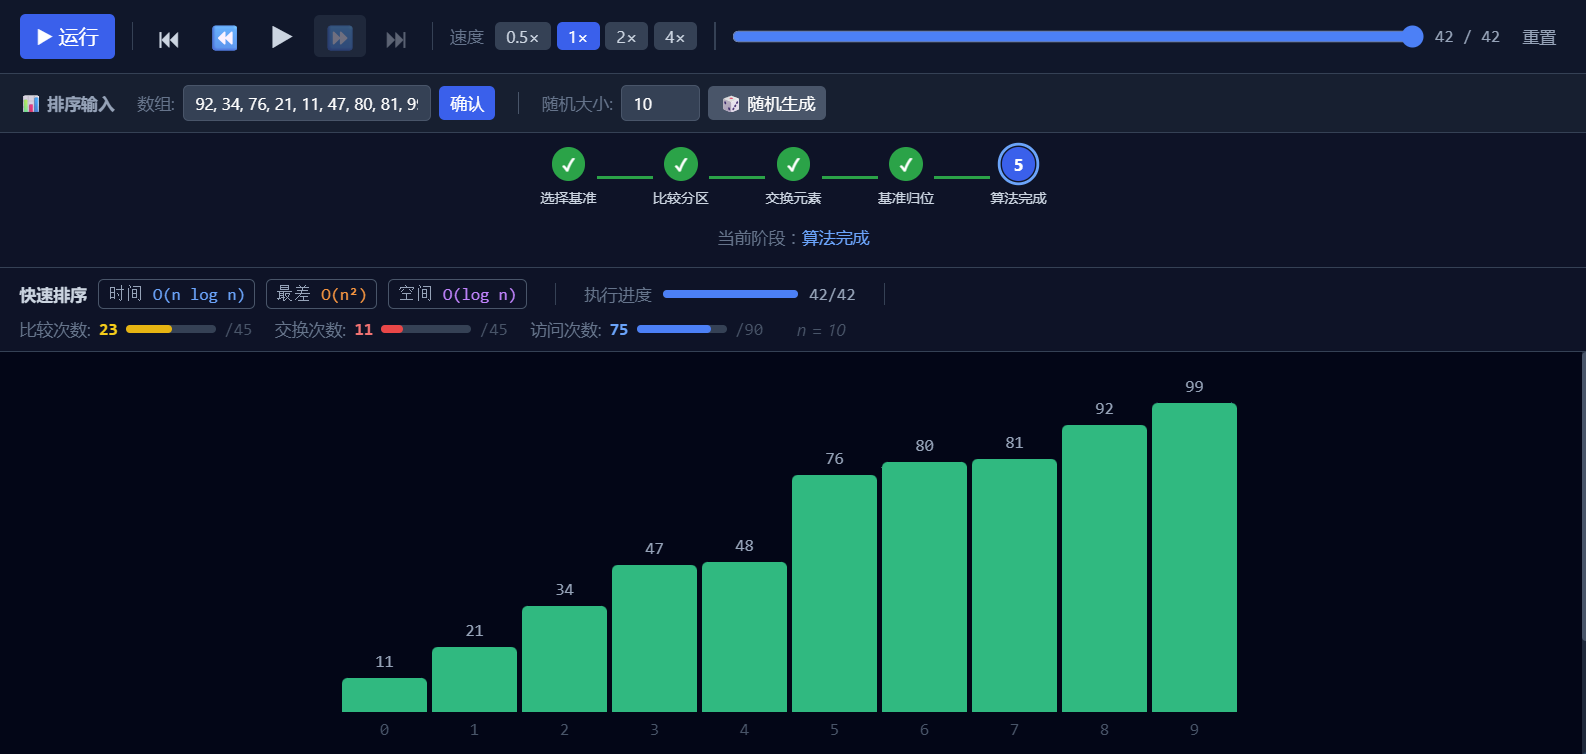 ▶ 运行 速度 0.5× 1× 2× 4× 42 / 42 重置
排序输入 数组: 92, 34, 76, 21, 11, 47, 80, 81, 99 确认 随机大小: 10 随机生成
✓ ✓ ✓ ✓ 5
选择基准 比较分区 交换元素 基准归位 算法完成
当前阶段：算法完成
快速排序 时间 O(n log n) 最差 O(n²) 空间 O(log n) 执行进度 42/42
比较次数: 23 /45 交换次数: 11 /45 访问次数: 75 /90 n = 10
11 21 34 47 48 76 80 81 92 99
0 1 2 3 4 5 6 7 8 9